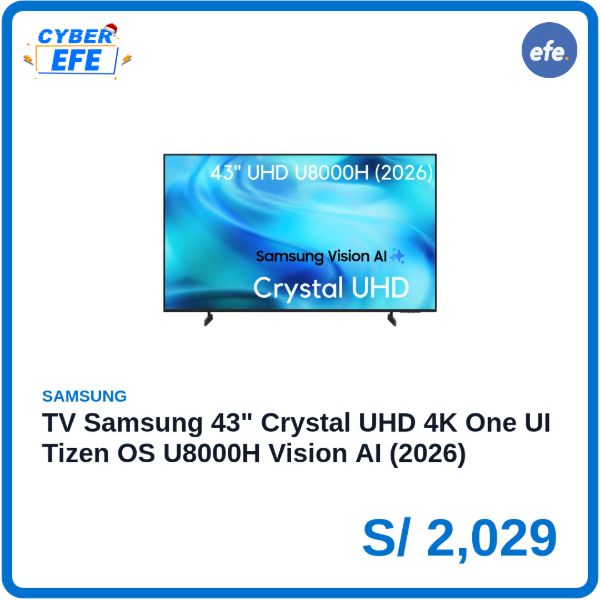 CYBER
EFE
efe.
43" UHD U8000H (2026)
Samsung Vision AI
Crystal UHD
SAMSUNG
TV Samsung 43" Crystal UHD 4K One UI
Tizen OS U8000H Vision AI (2026)
S/ 2,029